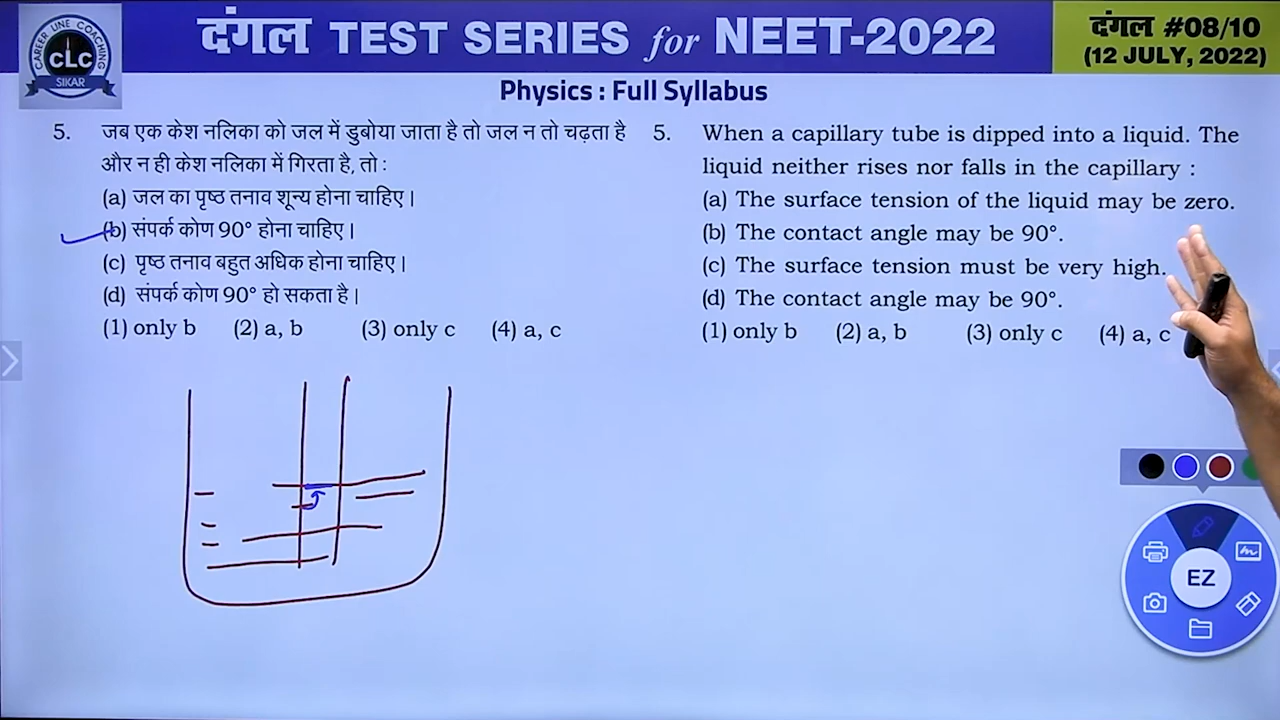 दंगल TEST SERIES for NEET-2022
दंगल #08/10
(12 JULY, 2022)
CAREER LINE COACHING
CLC
SIKAR
Physics : Full Syllabus
5. जब एक केश नलिका को जल में डुबोया जाता है तो जल न तो चढ़ता है
और न ही केश नलिका में गिरता है, तो :
(a) जल का पृष्ठ तनाव शून्य होना चाहिए।
(b) संपर्क कोण 90° होना चाहिए।
(c) पृष्ठ तनाव बहुत अधिक होना चाहिए।
(d) संपर्क कोण 90° हो सकता है।
(1) only b (2) a, b (3) only c (4) a, c
5. When a capillary tube is dipped into a liquid. The
liquid neither rises nor falls in the capillary :
(a) The surface tension of the liquid may be zero.
(b) The contact angle may be 90°.
(c) The surface tension must be very high.
(d) The contact angle may be 90°.
(1) only b (2) a, b (3) only c (4) a, c
EZ